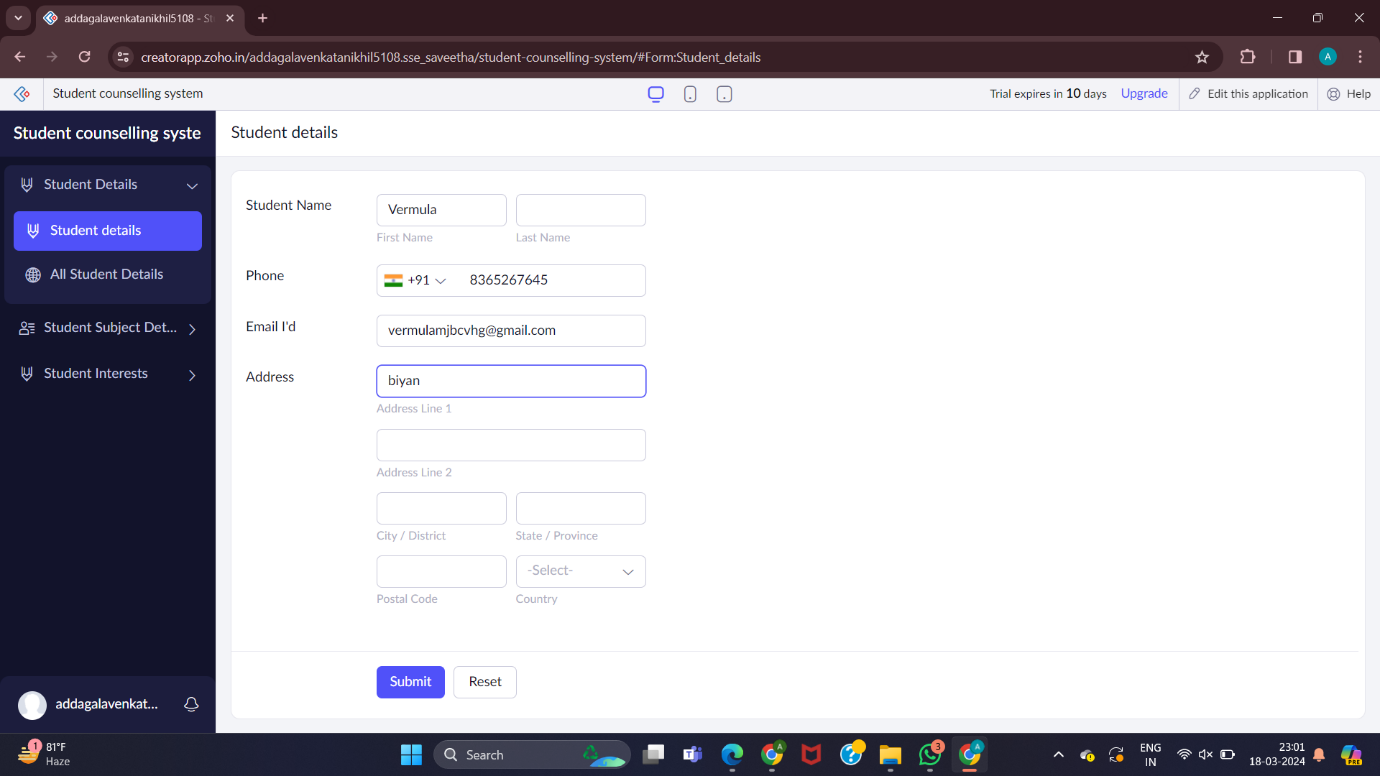 addagalavenkatanikhil5108 - St
creatorapp.zoho.in/addagalavenkatanikhil5108.sse_saveetha/student-counselling-system/#Form:Student_details
A
Student counselling system
Trial expires in 10 days
Upgrade
Edit this application
Help
Student counselling syste
Student details
Student Details
Student details
All Student Details
Student Subject Det...
Student Interests
Student Name
Vermula
First Name
Last Name
Phone
+91
8365267645
Email I'd
vermulamjbcvhg@gmail.com
Address
biyan
Address Line 1
Address Line 2
City / District
State / Province
Postal Code
-Select-
Country
Submit
Reset
addagalavenkat...
1
81°F
Haze
Search
A
3
A
ENG
IN
23:01
18-03-2024
PRE